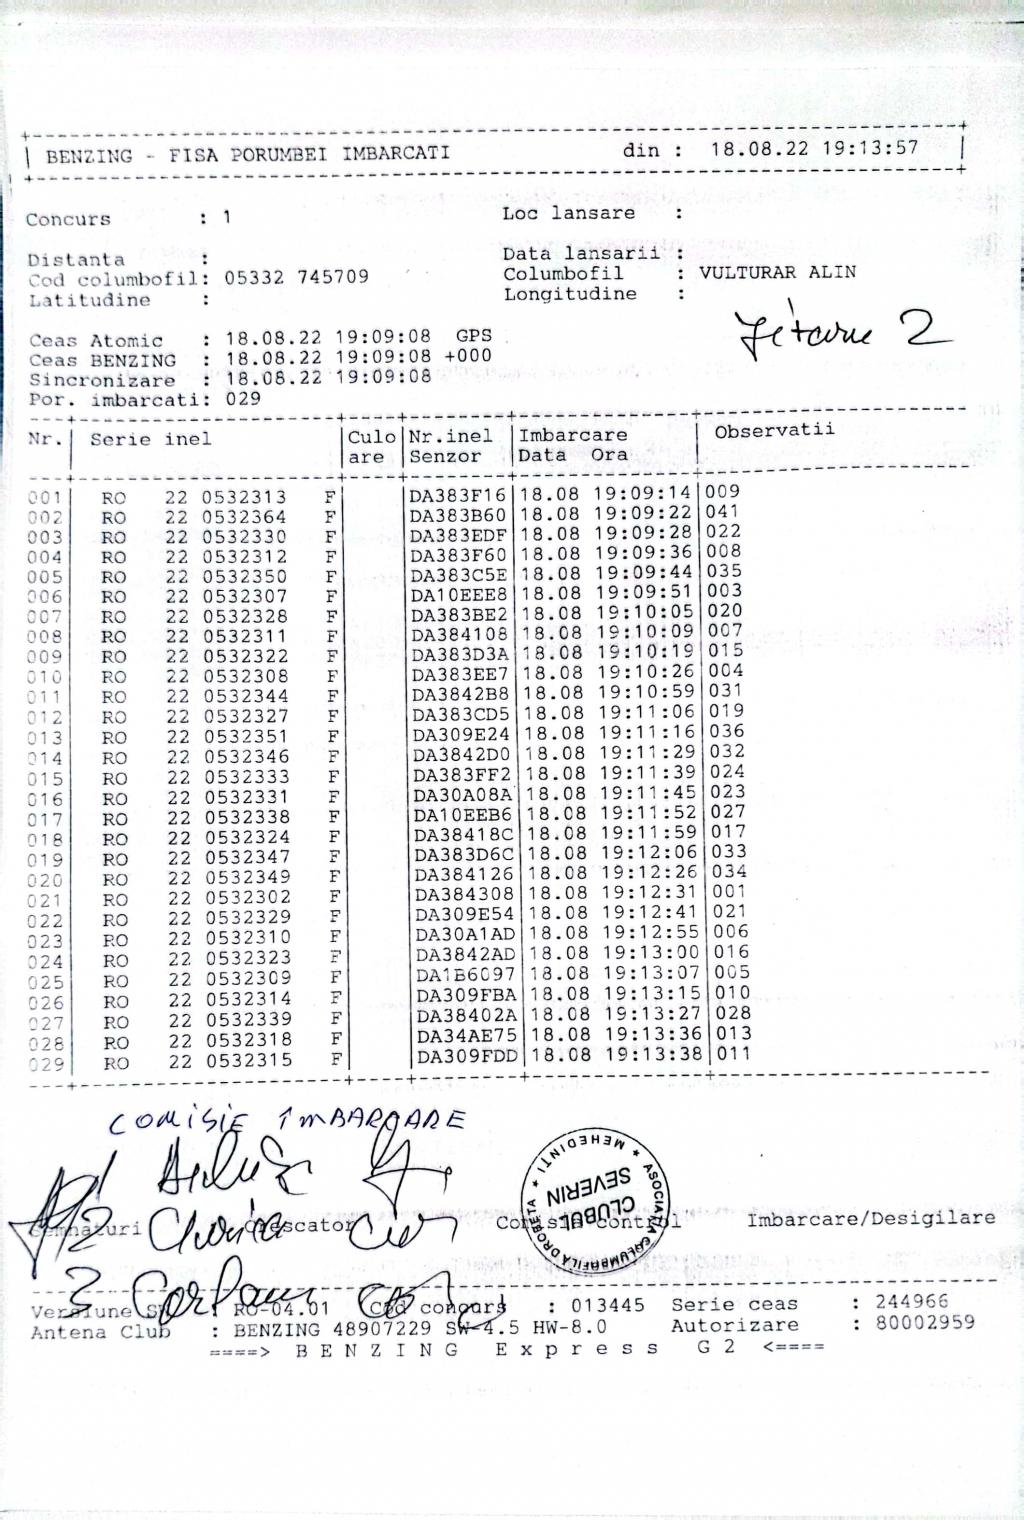 BENZING - FISA PORUMBEI IMBARCATI din : 18.08.22 19:13:57
Concurs : 1 Loc lansare :
Distanta : Data lansarii :
Cod columbofil: 05332 745709 Columbofil : VULTURAR ALIN
Latitudine : Longitudine :
Ceas Atomic : 18.08.22 19:09:08 GPS
Ceas BENZING : 18.08.22 19:09:08 +000
Sincronizare : 18.08.22 19:09:08
Por. imbarcati: 029
2
Nr. Serie inel Culo Nr.inel Imbarcare Observatii
are Senzor Data Ora
001 RO 22 0532313 F DA383F16 18.08 19:09:14 009
002 RO 22 0532364 F DA383B60 18.08 19:09:22 041
003 RO 22 0532330 F DA383EDF 18.08 19:09:28 022
004 RO 22 0532312 F DA383F60 18.08 19:09:36 008
005 RO 22 0532350 F DA383C5E 18.08 19:09:44 035
006 RO 22 0532307 F DA10EEE8 18.08 19:09:51 003
007 RO 22 0532328 F DA383BE2 18.08 19:10:05 020
008 RO 22 0532311 F DA384108 18.08 19:10:09 007
009 RO 22 0532322 F DA383D3A 18.08 19:10:19 015
010 RO 22 0532308 F DA383EE7 18.08 19:10:26 004
011 RO 22 0532344 F DA3842B8 18.08 19:10:59 031
012 RO 22 0532327 F DA383CD5 18.08 19:11:06 019
013 RO 22 0532351 F DA309E24 18.08 19:11:16 036
014 RO 22 0532346 F DA3842D0 18.08 19:11:29 032
015 RO 22 0532333 F DA383FF2 18.08 19:11:39 024
016 RO 22 0532331 F DA30A08A 18.08 19:11:45 023
017 RO 22 0532338 F DA10EEB6 18.08 19:11:52 027
018 RO 22 0532324 F DA38418C 18.08 19:11:59 017
019 RO 22 0532347 F DA383D6C 18.08 19:12:06 033
020 RO 22 0532349 F DA384126 18.08 19:12:26 034
021 RO 22 0532302 F DA384308 18.08 19:12:31 001
022 RO 22 0532329 F DA309E54 18.08 19:12:41 021
023 RO 22 0532310 F DA30A1AD 18.08 19:12:55 006
024 RO 22 0532323 F DA3842AD 18.08 19:13:00 016
025 RO 22 0532309 F DA1B6097 18.08 19:13:07 005
026 RO 22 0532314 F DA309FBA 18.08 19:13:15 010
027 RO 22 0532339 F DA38402A 18.08 19:13:27 028
028 RO 22 0532318 F DA34AE75 18.08 19:13:36 013
029 RO 22 0532315 F DA309FDD 18.08 19:13:38 011
COMISIE IMBARCARE
ASOCIATIA COLUMBOFILA DROBETA * MEHEDINTI *
CLUBUL
SEVERIN
Semnaturi Crescator Comisia control Imbarcare/Desigilare
Versiune RO-04.01 Cod concurs : 013445 Serie ceas : 244966
Antena Club : BENZING 48907229 SW-4.5 HW-8.0 Autorizare : 80002959
====> B E N Z I N G E x p r e s s G 2 <====